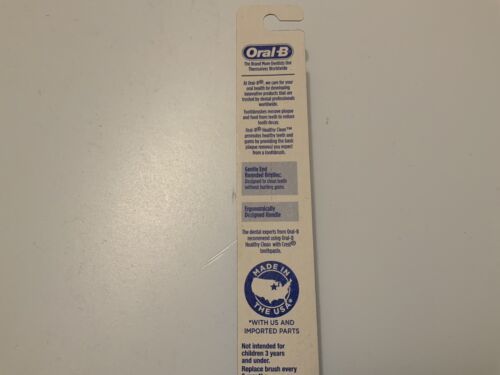 Oral-B
The Brand More Dentists Use
Themselves Worldwide
At Oral-B®, we care for your
oral health by developing
innovative products that are
trusted by dental professionals
worldwide.
Toothbrushes remove plaque
and food from teeth to reduce
tooth decay.
Oral-B® Healthy Clean™
promotes healthy teeth and
gums by providing the basic
plaque removal you expect
from a toothbrush.
Gentle End
Rounded Bristles:
Designed to clean teeth
without hurting gums.
Ergonomically
Designed Handle
The dental experts from Oral-B
recommend using Oral-B
Healthy Clean with Crest®
toothpaste.
MADE IN
THE USA*
*WITH US AND
IMPORTED PARTS
Not intended for
children 3 years
and under.
Replace brush every